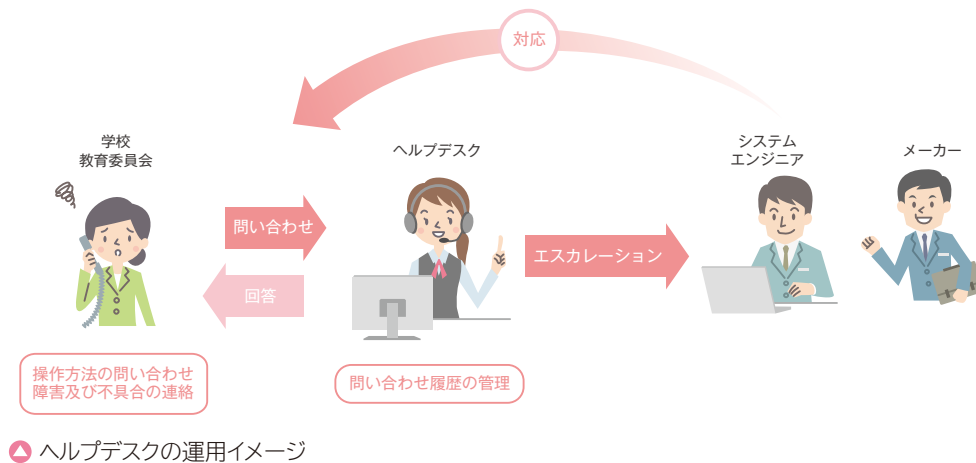 対応
学校
教育委員会
ヘルプデスク
システム
エンジニア
メーカー
問い合わせ
エスカレーション
回答
操作方法の問い合わせ
障害及び不具合の連絡
問い合わせ履歴の管理
ヘルプデスクの運用イメージ